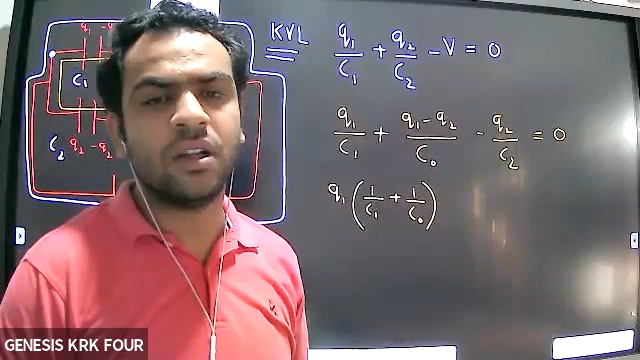 KVL q₁/C₁ + q₂/C₂ - V = 0
q₁/C₁ + (q₁ - q₂)/C₀ - q₂/C₂ = 0
q₁ (1/C₁ + 1/C₀)
q₁ -q
C₁
C₂ q₂ -q₂
GENESIS KRK FOUR